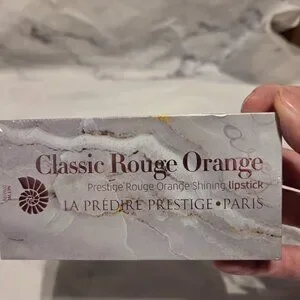 Classic Rouge Orange
Prestige Rouge Orange Shining lipstick
LA PRÉDIRE PRESTIGE • PARIS